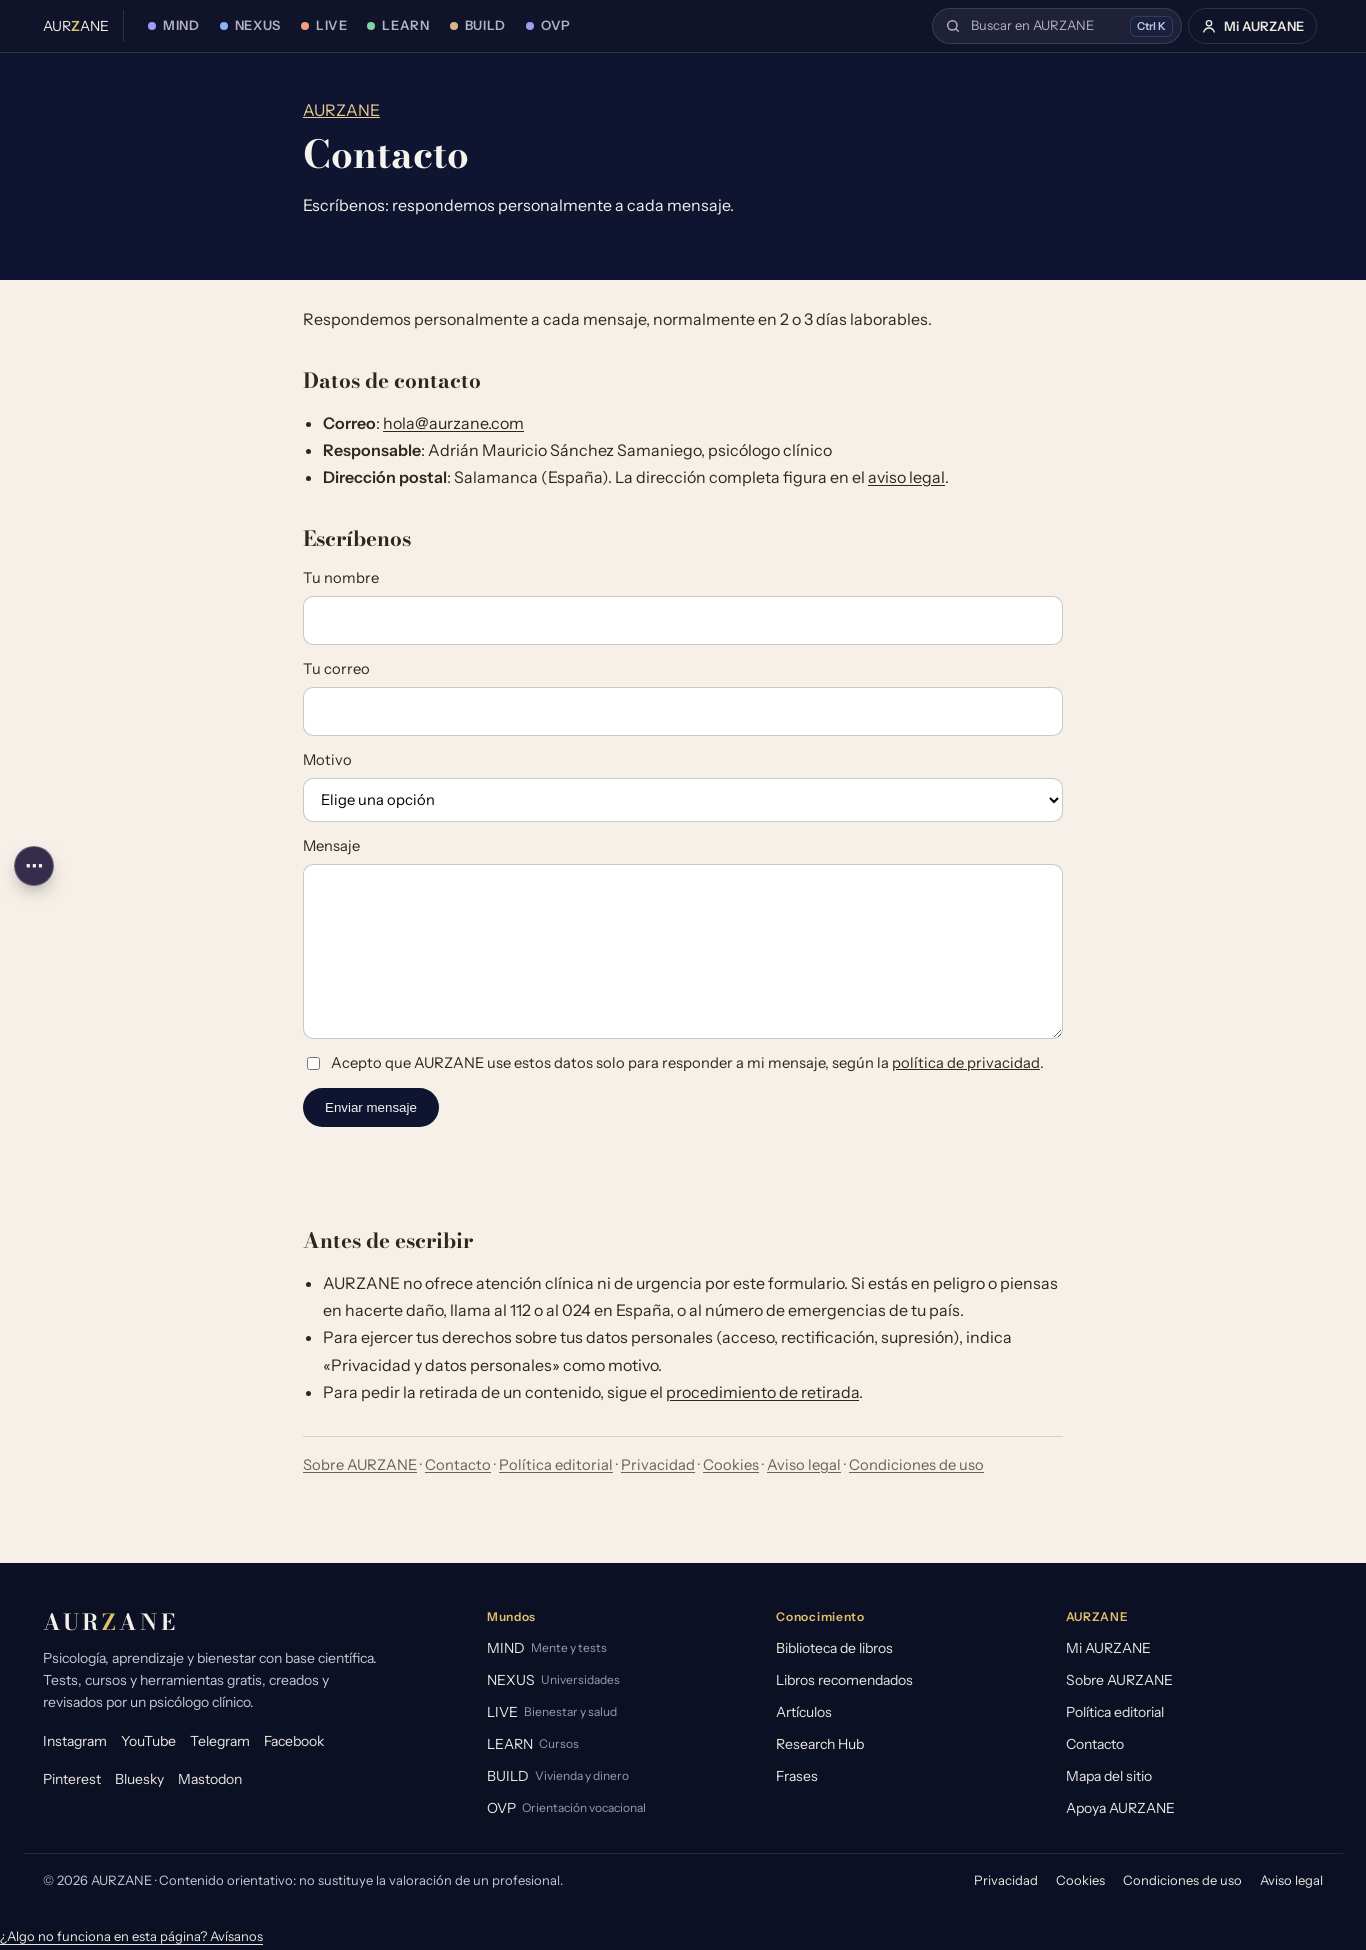 AURZANE
MIND
NEXUS
LIVE
LEARN
BUILD
OVP
Buscar en AURZANE
Ctrl K
Mi AURZANE
AURZANE
Contacto
Escríbenos: respondemos personalmente a cada mensaje.
Respondemos personalmente a cada mensaje, normalmente en 2 o 3 días laborables.
Datos de contacto
Correo: hola@aurzane.com
Responsable: Adrián Mauricio Sánchez Samaniego, psicólogo clínico
Dirección postal: Salamanca (España). La dirección completa figura en el aviso legal.
Escríbenos
Tu nombre
Tu correo
Motivo
Elige una opción
Mensaje
Acepto que AURZANE use estos datos solo para responder a mi mensaje, según la política de privacidad.
Enviar mensaje
Antes de escribir
AURZANE no ofrece atención clínica ni de urgencia por este formulario. Si estás en peligro o piensas
en hacerte daño, llama al 112 o al 024 en España, o al número de emergencias de tu país.
Para ejercer tus derechos sobre tus datos personales (acceso, rectificación, supresión), indica
«Privacidad y datos personales» como motivo.
Para pedir la retirada de un contenido, sigue el procedimiento de retirada.
Sobre AURZANE · Contacto · Política editorial · Privacidad · Cookies · Aviso legal · Condiciones de uso
AURZANE
Psicología, aprendizaje y bienestar con base científica.
Tests, cursos y herramientas gratis, creados y
revisados por un psicólogo clínico.
Instagram YouTube Telegram Facebook
Pinterest Bluesky Mastodon
Mundos
MIND Mente y tests
NEXUS Universidades
LIVE Bienestar y salud
LEARN Cursos
BUILD Vivienda y dinero
OVP Orientación vocacional
Conocimiento
Biblioteca de libros
Libros recomendados
Artículos
Research Hub
Frases
AURZANE
Mi AURZANE
Sobre AURZANE
Política editorial
Contacto
Mapa del sitio
Apoya AURZANE
© 2026 AURZANE · Contenido orientativo: no sustituye la valoración de un profesional.
Privacidad Cookies Condiciones de uso Aviso legal
¿Algo no funciona en esta página? Avísanos